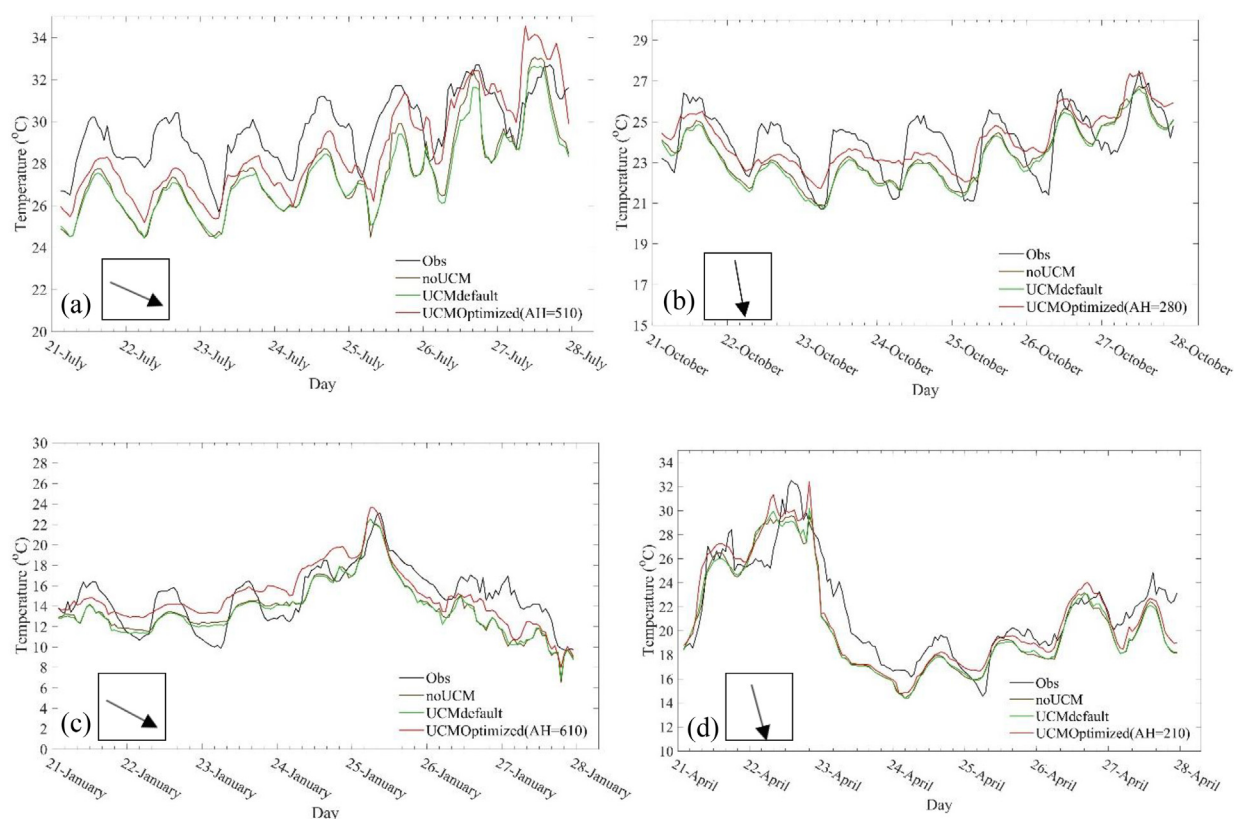 34
32
30
28
26
24
22
20
Temperature (°C)
Obs
noUCM
UCMdefault
UCMOptimized(AH=510)
(a)
21-July
22-July
23-July
24-July
25-July
26-July
27-July
28-July
Day
29
27
25
23
21
19
17
15
Temperature (°C)
Obs
noUCM
UCMdefault
UCMOptimized(AH=280)
(b)
21-October
22-October
23-October
24-October
25-October
26-October
27-October
28-October
Day
30
28
26
24
22
20
18
16
14
12
10
8
6
4
2
0
Temperature (°C)
Obs
noUCM
UCMdefault
UCMOptimized(AH=610)
(c)
21-January
22-January
23-January
24-January
25-January
26-January
27-January
28-January
Day
34
32
30
28
26
24
22
20
18
16
14
12
10
Temperature (°C)
Obs
noUCM
UCMdefault
UCMOptimized(AH=210)
(d)
21-April
22-April
23-April
24-April
25-April
26-April
27-April
28-April
Day